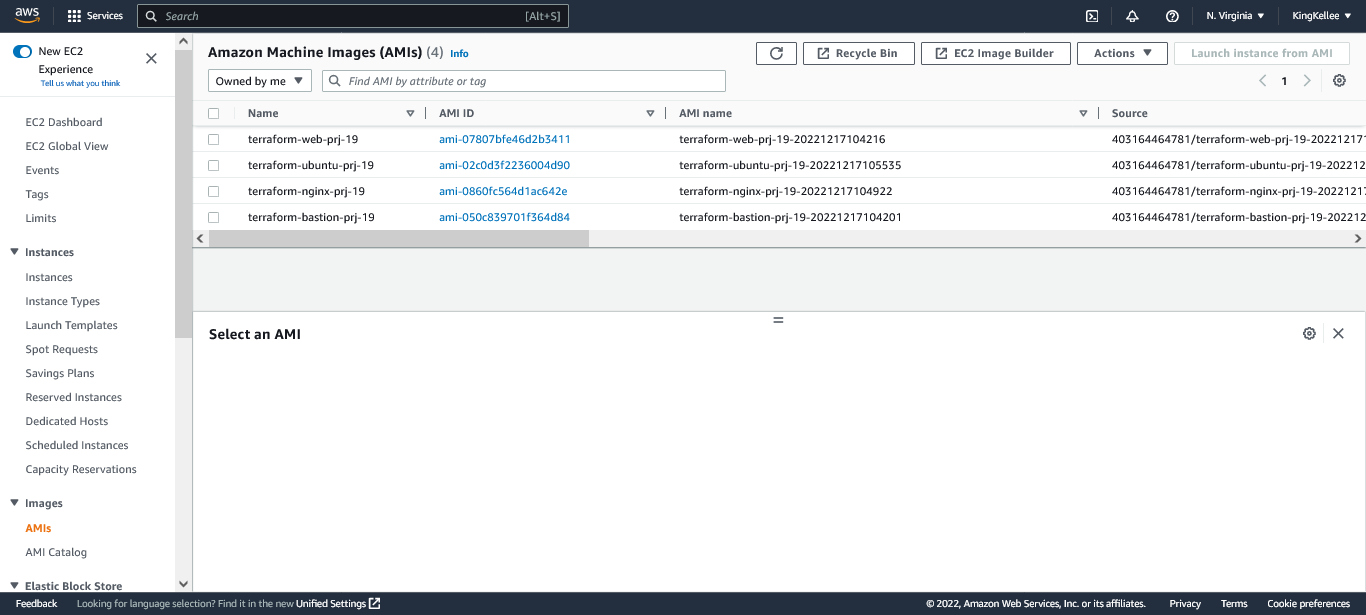 aws Services Search [Alt+S] N. Virginia KingKellee
New EC2
Experience
Tell us what you think
EC2 Dashboard
EC2 Global View
Events
Tags
Limits
Instances
Instances
Instance Types
Launch Templates
Spot Requests
Savings Plans
Reserved Instances
Dedicated Hosts
Scheduled Instances
Capacity Reservations
Images
AMIs
AMI Catalog
Elastic Block Store
Amazon Machine Images (AMIs) (4) Info Recycle Bin EC2 Image Builder Actions Launch instance from AMI
Owned by me Find AMI by attribute or tag 1
Name AMI ID AMI name Source
terraform-web-prj-19 ami-07807bfe46d2b3411 terraform-web-prj-19-20221217104216 403164464781/terraform-web-prj-19-202212171
terraform-ubuntu-prj-19 ami-02c0d3f2236004d90 terraform-ubuntu-prj-19-20221217105535 403164464781/terraform-ubuntu-prj-19-202212
terraform-nginx-prj-19 ami-0860fc564d1ac642e terraform-nginx-prj-19-20221217104922 403164464781/terraform-nginx-prj-19-20221217
terraform-bastion-prj-19 ami-050c839701f364d84 terraform-bastion-prj-19-20221217104201 403164464781/terraform-bastion-prj-19-202212
Select an AMI
Feedback Looking for language selection? Find it in the new Unified Settings © 2022, Amazon Web Services, Inc. or its affiliates. Privacy Terms Cookie preferences